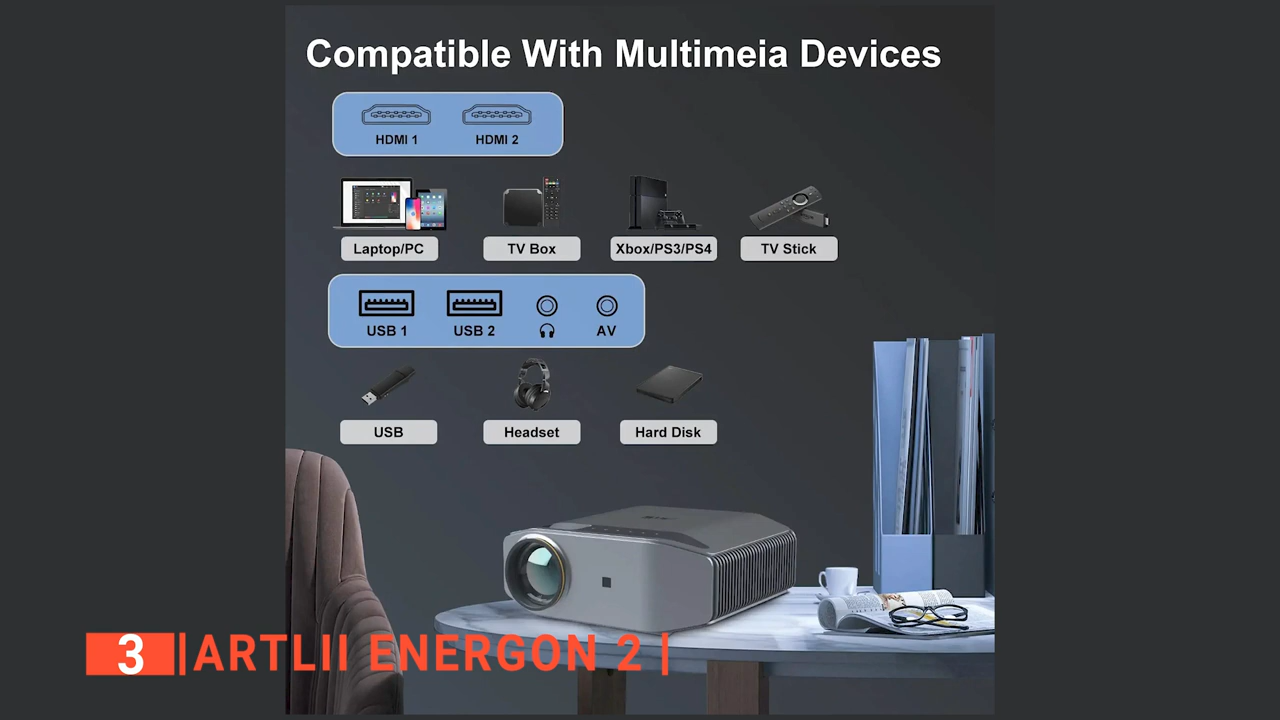 Compatible With Multimeia Devices
HDMI 1 HDMI 2
Laptop/PC TV Box Xbox/PS3/PS4 TV Stick
USB 1 USB 2 AV
USB Headset Hard Disk
3 ARTLII ENERGON 2